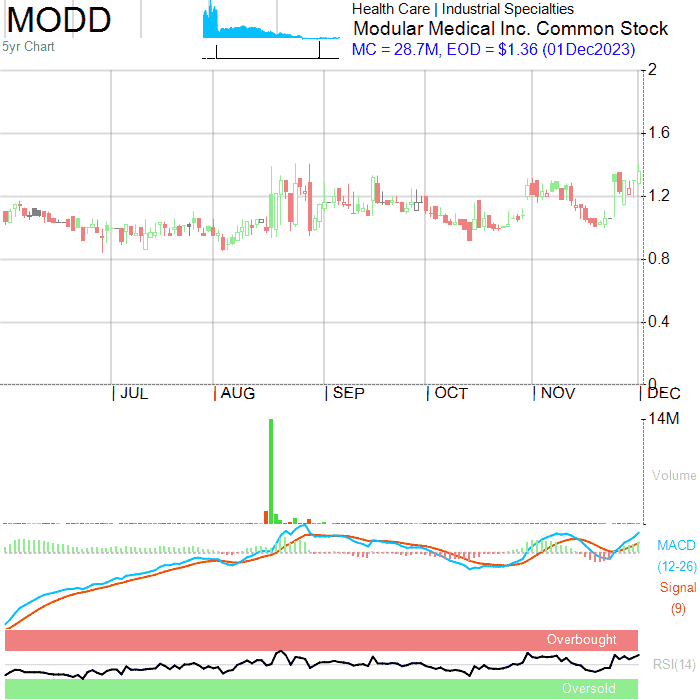 MODD
5yr Chart
Health Care | Industrial Specialties
Modular Medical Inc. Common Stock
MC = 28.7M, EOD = $1.36 (01Dec2023)
2
1.6
1.2
0.8
0.4
0
JUL
AUG
SEP
OCT
NOV
DEC
14M
Volume
MACD
(12-26)
Signal
(9)
Overbought
RSI(14)
Oversold